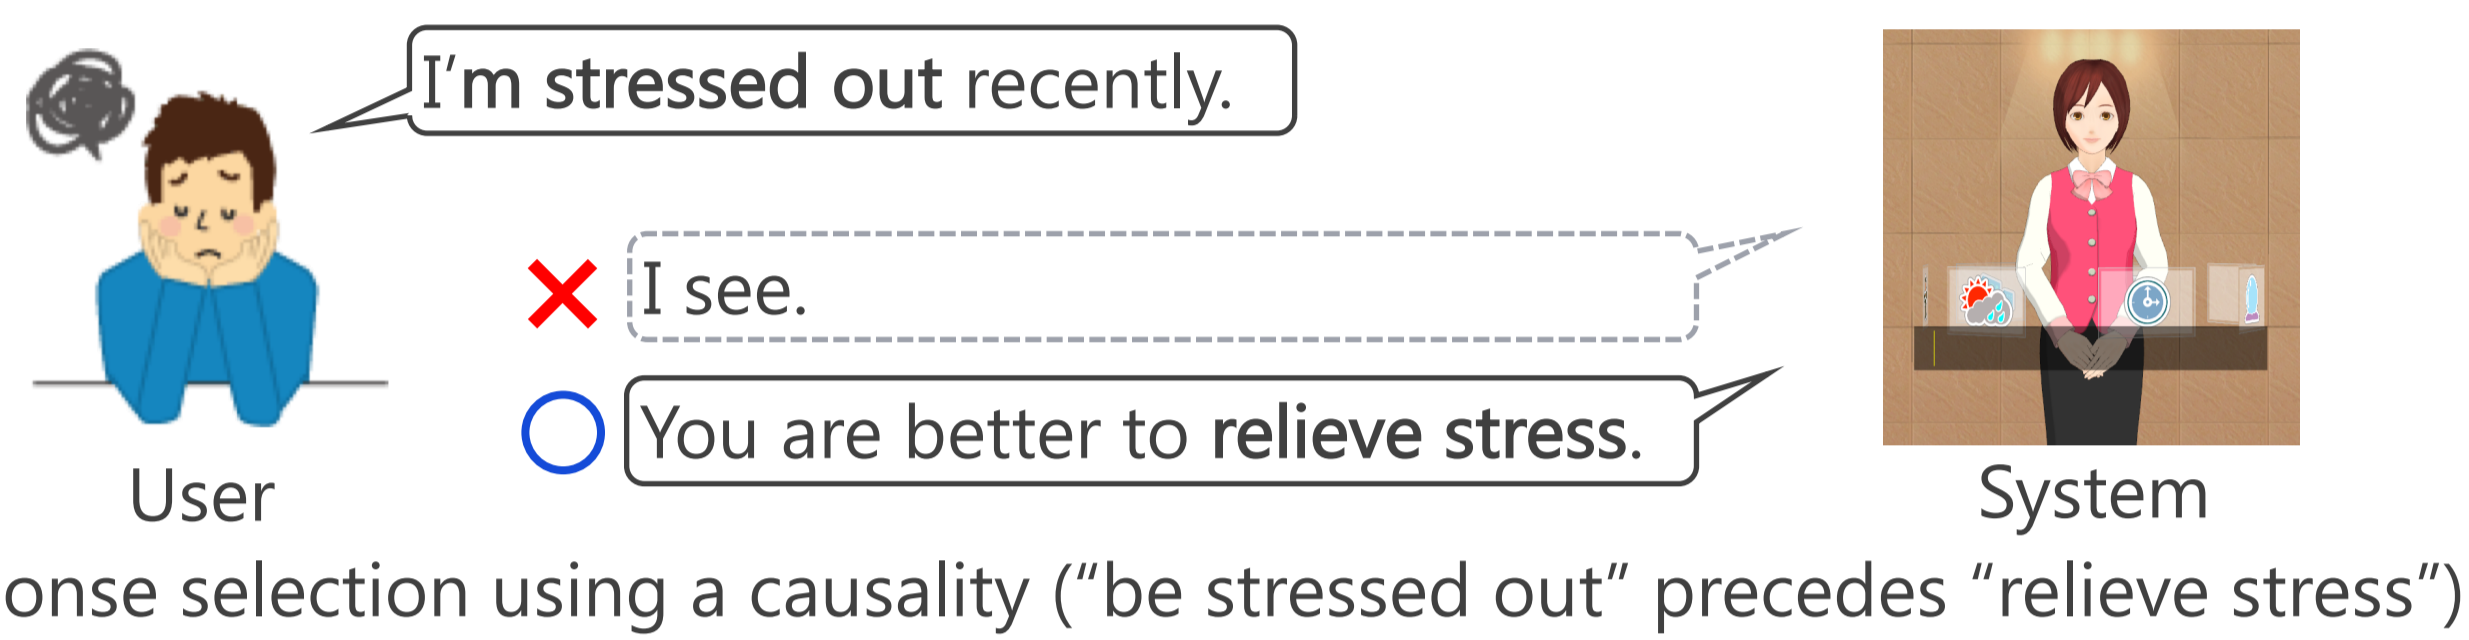 I'm stressed out recently.
I see.
You are better to relieve stress.
User
System
onse selection using a causality (“be stressed out” precedes “relieve stress”)